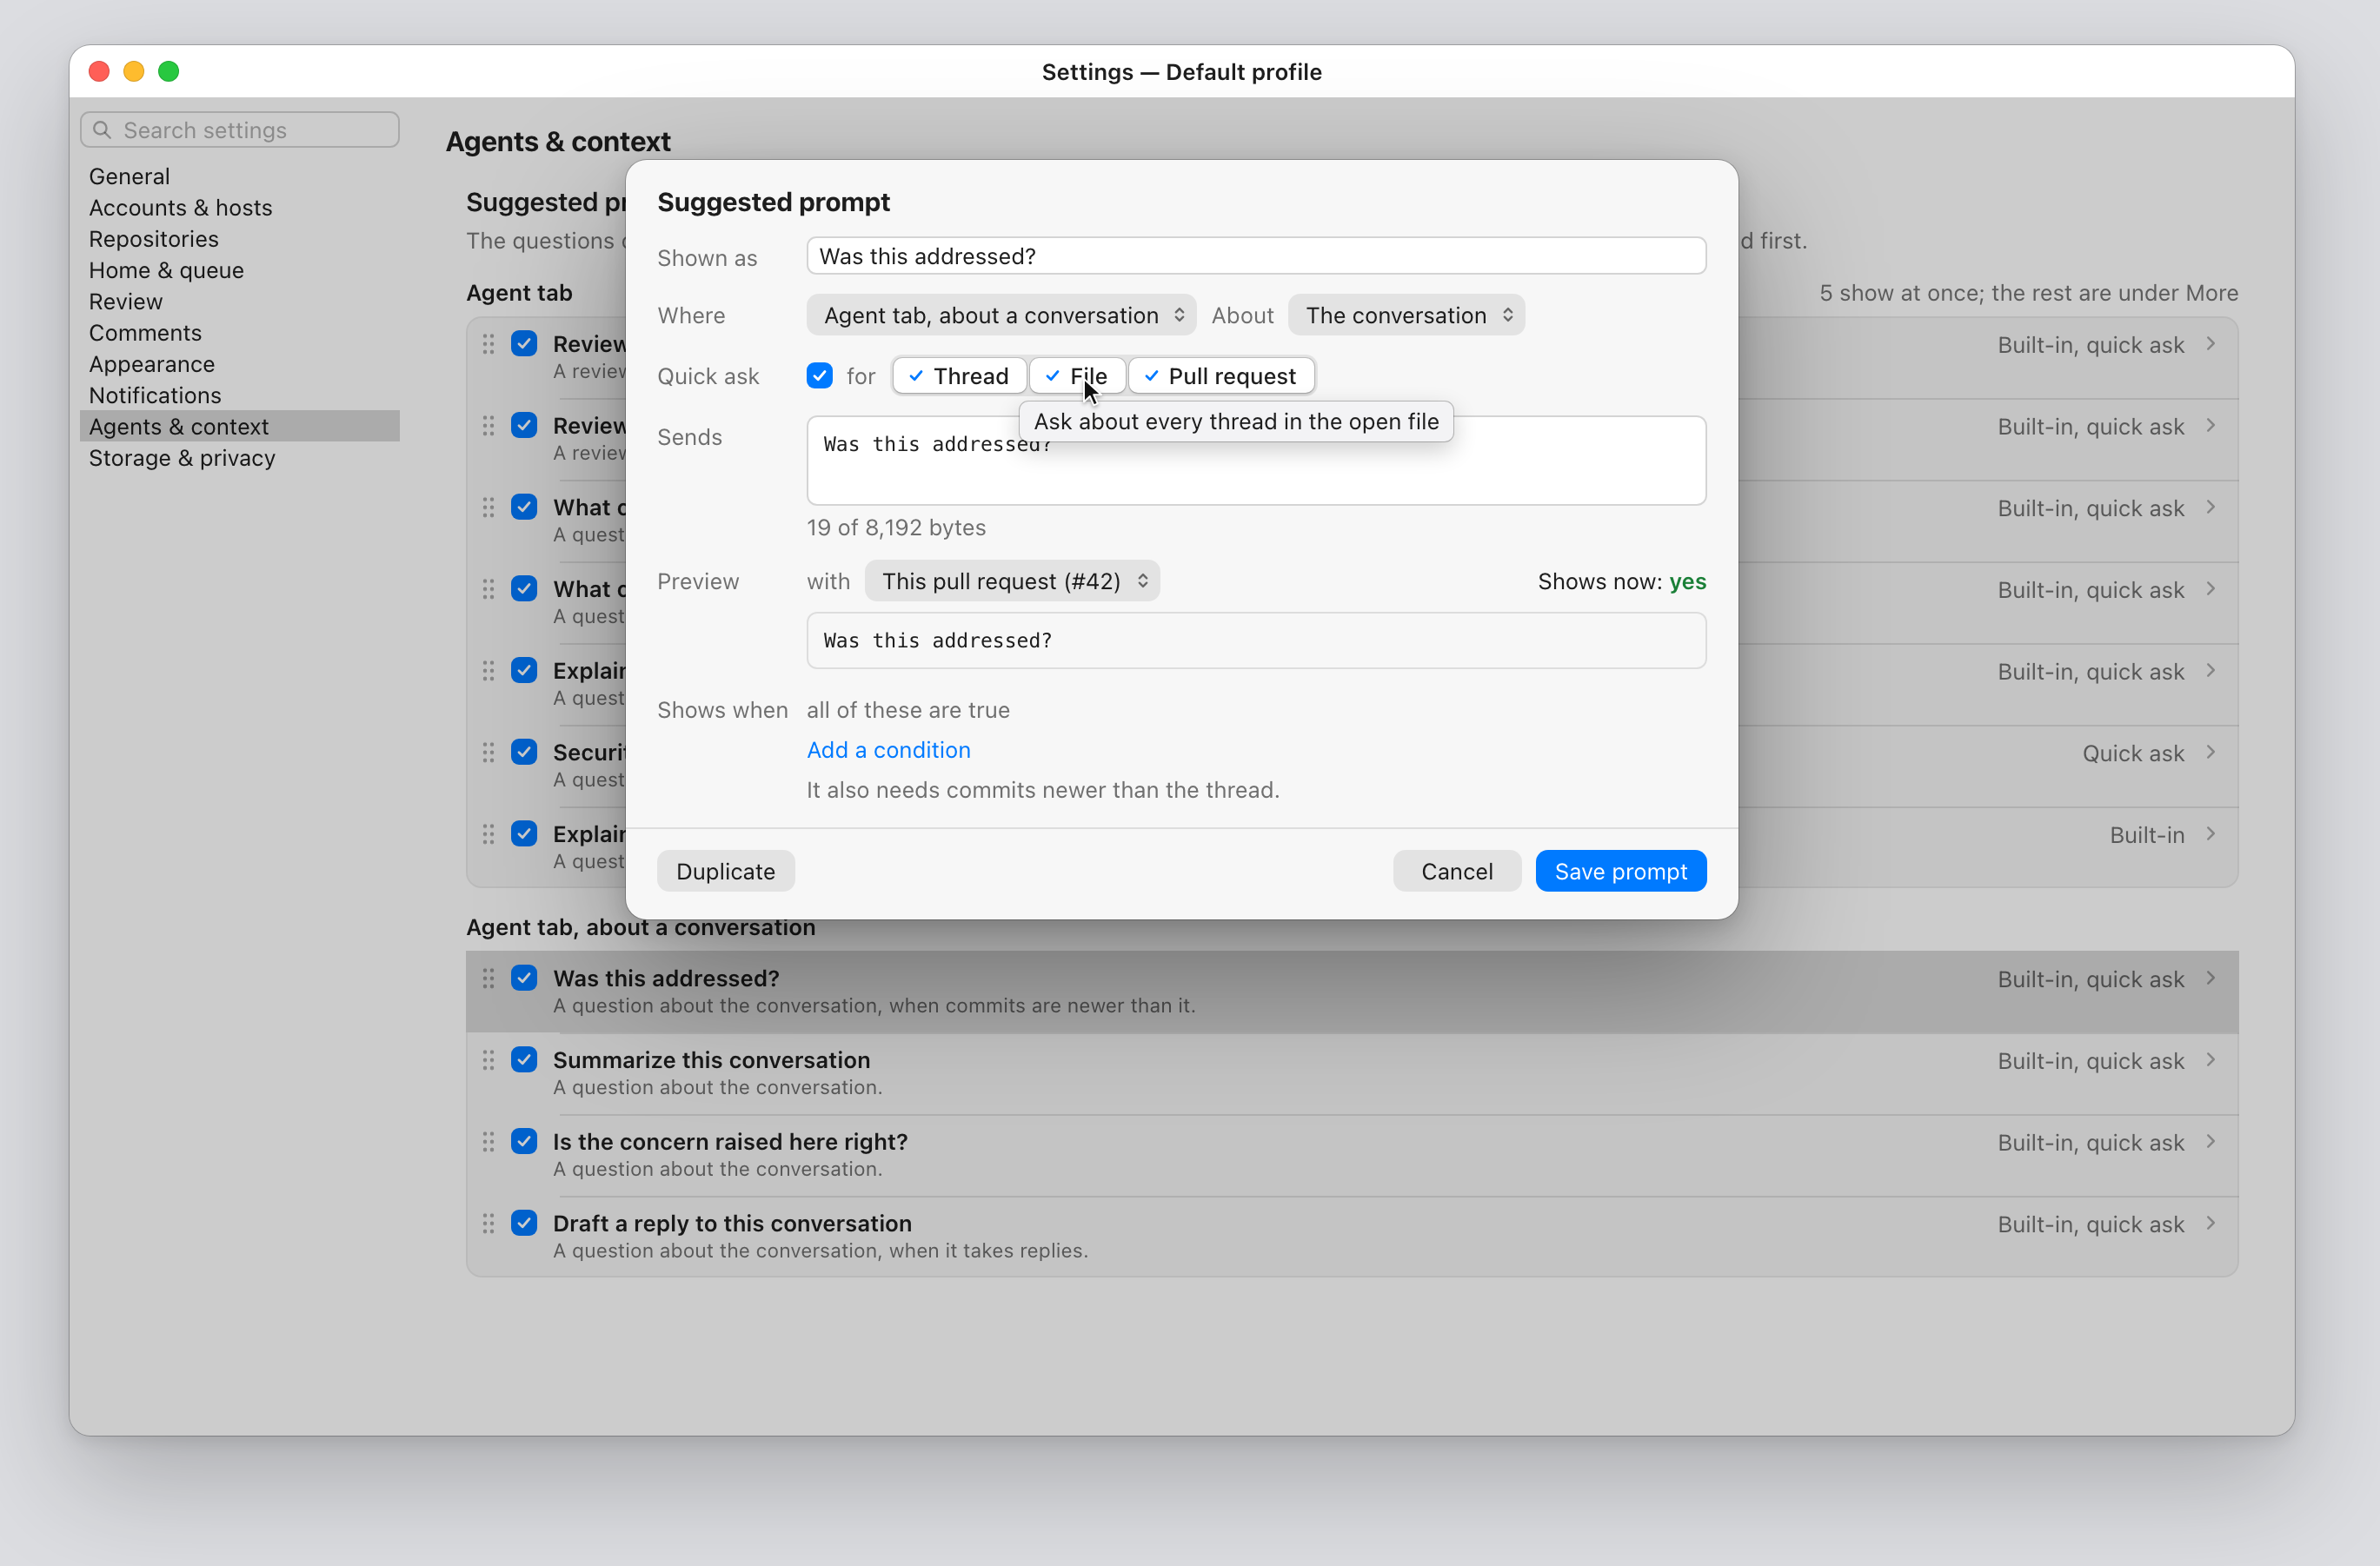 Settings — Default profile
Search settings
General
Accounts & hosts
Repositories
Home & queue
Review
Comments
Appearance
Notifications
Agents & context
Storage & privacy
Agents & context
Suggested
The questions
d first.
Agent tab
5 show at once; the rest are under More
Review
A review
Built-in, quick ask
Review
A review
Built-in, quick ask
What
A quest
Built-in, quick ask
What
A quest
Built-in, quick ask
Explain
A quest
Built-in, quick ask
Securit
A quest
Quick ask
Explain
A quest
Built-in
Suggested prompt
Shown as
Was this addressed?
Where
Agent tab, about a conversation
About
The conversation
Quick ask
for
Thread
File
Pull request
Ask about every thread in the open file
Sends
Was this addressed?
19 of 8,192 bytes
Preview
with
This pull request (#42)
Shows now: yes
Was this addressed?
Shows when
all of these are true
Add a condition
It also needs commits newer than the thread.
Duplicate
Cancel
Save prompt
Agent tab, about a conversation
Was this addressed?
A question about the conversation, when commits are newer than it.
Built-in, quick ask
Summarize this conversation
A question about the conversation.
Built-in, quick ask
Is the concern raised here right?
A question about the conversation.
Built-in, quick ask
Draft a reply to this conversation
A question about the conversation, when it takes replies.
Built-in, quick ask